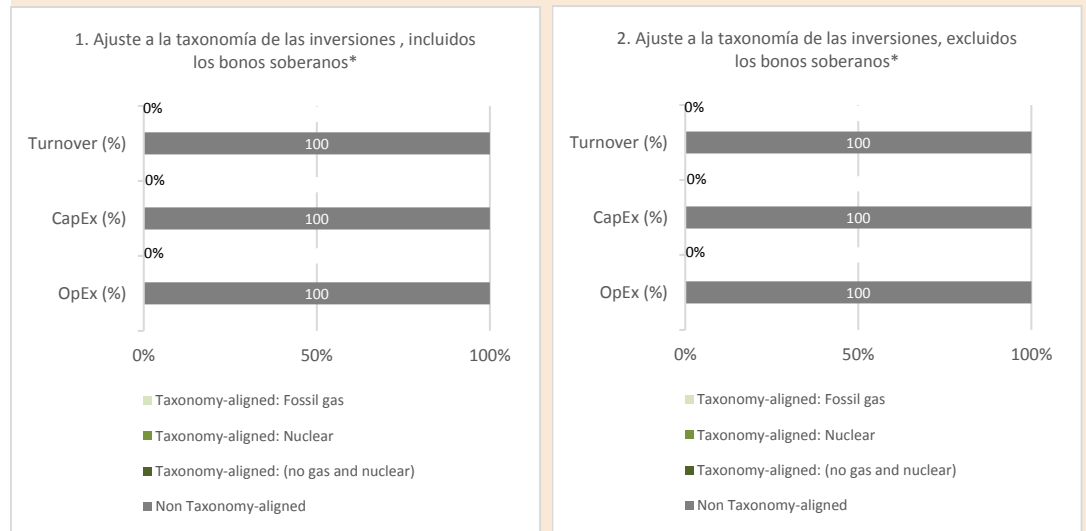 1. Ajuste a la taxonomía de las inversiones , incluidos
los bonos soberanos*
0%
Turnover (%)
100
0%
CapEx (%)
100
0%
OpEx (%)
100
0%
50%
100%
Taxonomy-aligned: Fossil gas
Taxonomy-aligned: Nuclear
Taxonomy-aligned: (no gas and nuclear)
Non Taxonomy-aligned
2. Ajuste a la taxonomía de las inversiones, excluidos
los bonos soberanos*
0%
Turnover (%)
100
0%
CapEx (%)
100
0%
OpEx (%)
100
0%
50%
100%
Taxonomy-aligned: Fossil gas
Taxonomy-aligned: Nuclear
Taxonomy-aligned: (no gas and nuclear)
Non Taxonomy-aligned